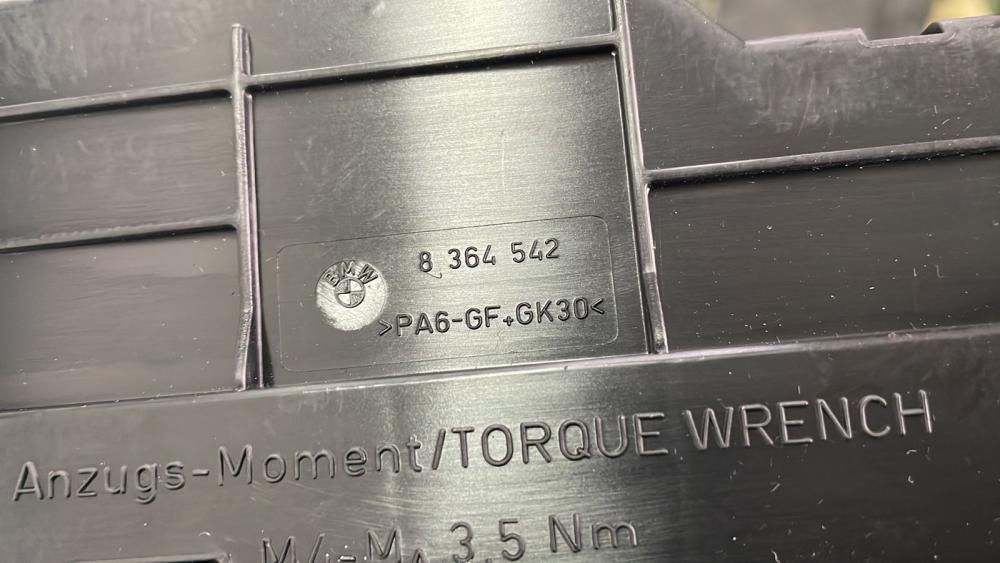 BMW
8 364 542
>PA6-GF+GK30<
Anzugs-Moment/TORQUE WRENCH
3,5 Nm